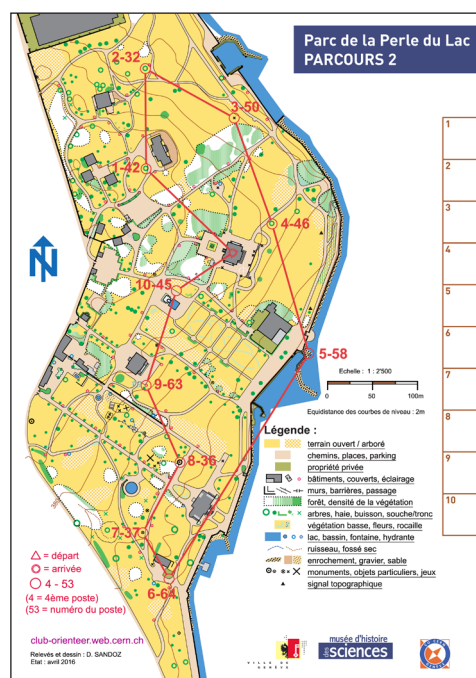 Parc de la Perle du Lac
PARCOURS 2
2-32
3-50
1-42
4-46
10-45
5-58
9-63
8-36
7-37
6-64
N
1
2
3
4
5
6
7
8
9
10
Echelle : 1 : 2'500
0
50
100m
Equidistance des courbes de niveau : 2m
Légende :
terrain ouvert / arboré
chemins, places, parking
propriété privée
bâtiments, couverts, éclairage
murs, barrières, passage
forêt, densité de la végétation
arbres, haie, buisson, souche/tronc
végétation basse, fleurs, rocaille
lac, bassin, fontaine, hydrante
ruisseau, fossé sec
enrochement, gravier, sable
monuments, objets particuliers, jeux
signal topographique
= départ
= arrivée
4 - 53
(4 = 4ème poste)
(53 = numéro du poste)
club-orienteer.web.cern.ch
Relevés et dessin : D. SANDOZ
Etat : avril 2016
VILLE DE
GENÈVE
musée d'histoire
des sciences